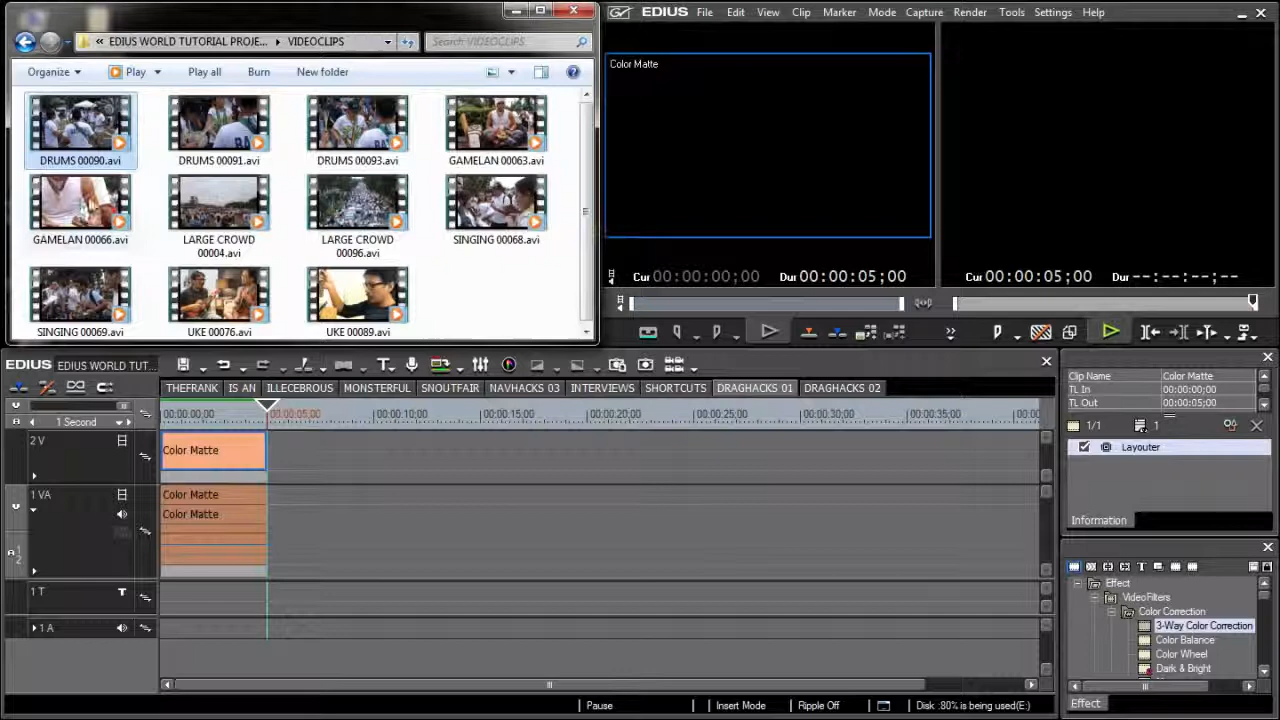 « EDIUS WORLD TUTORIAL PROJE... ▸ VIDEOCLIPS
Search VIDEOCLIPS
Organize Play Play all Burn New folder
DRUMS 00090.avi DRUMS 00091.avi DRUMS 00093.avi GAMELAN 00063.avi
GAMELAN 00066.avi LARGE CROWD 00004.avi LARGE CROWD 00096.avi SINGING 00068.avi
SINGING 00069.avi UKE 00076.avi UKE 00089.avi
EDIUS File Edit View Clip Marker Mode Capture Render Tools Settings Help
Color Matte
Cur 00:00:00;00 Dur 00:00:05;00 Cur 00:00:05;00 Dur --:--:--;--
EDIUS EDIUS WORLD TUT...
THEFRANK IS AN ILLECEBROUS MONSTERFUL SNOUTFAIR NAVHACKS 03 INTERVIEWS SHORTCUTS DRAGHACKS 01 DRAGHACKS 02
00:00:00;00 00:00:05;00 00:00:10;00 00:00:15;00 00:00:20;00 00:00:25;00 00:00:30;00 00:00:35;00 00:00
1 Second
2 V
Color Matte
1 VA
Color Matte
Color Matte
A 1
2
1 T T
1 A
Clip Name Color Matte
TL In 00:00:00;00
TL Out 00:00:05;00
1/1 1
Layouter
Information
Effect
VideoFilters
Color Correction
3-Way Color Correction
Color Balance
Color Wheel
Dark & Bright
Effect
Pause Insert Mode Ripple Off Disk :80% is being used(E:)